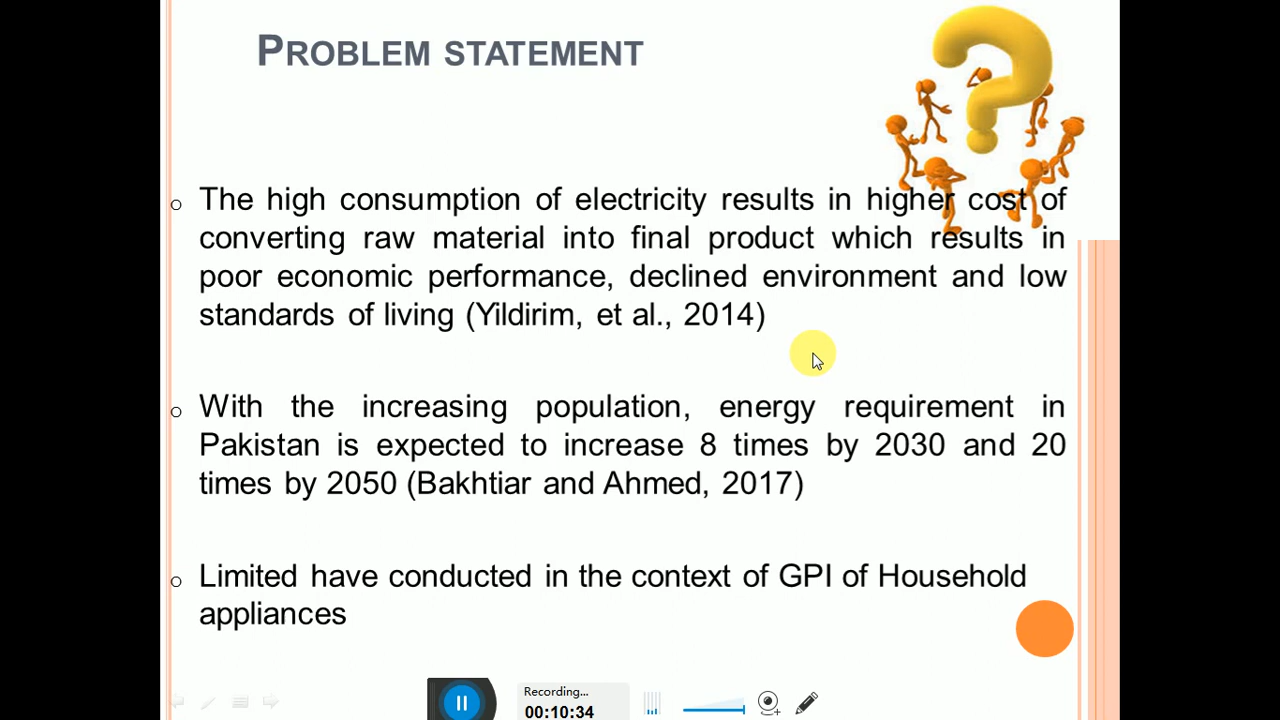 PROBLEM STATEMENT
o The high consumption of electricity results in higher cost of
converting raw material into final product which results in
poor economic performance, declined environment and low
standards of living (Yildirim, et al., 2014)
o With the increasing population, energy requirement in
Pakistan is expected to increase 8 times by 2030 and 20
times by 2050 (Bakhtiar and Ahmed, 2017)
o Limited have conducted in the context of GPI of Household
appliances
Recording...
00:10:34